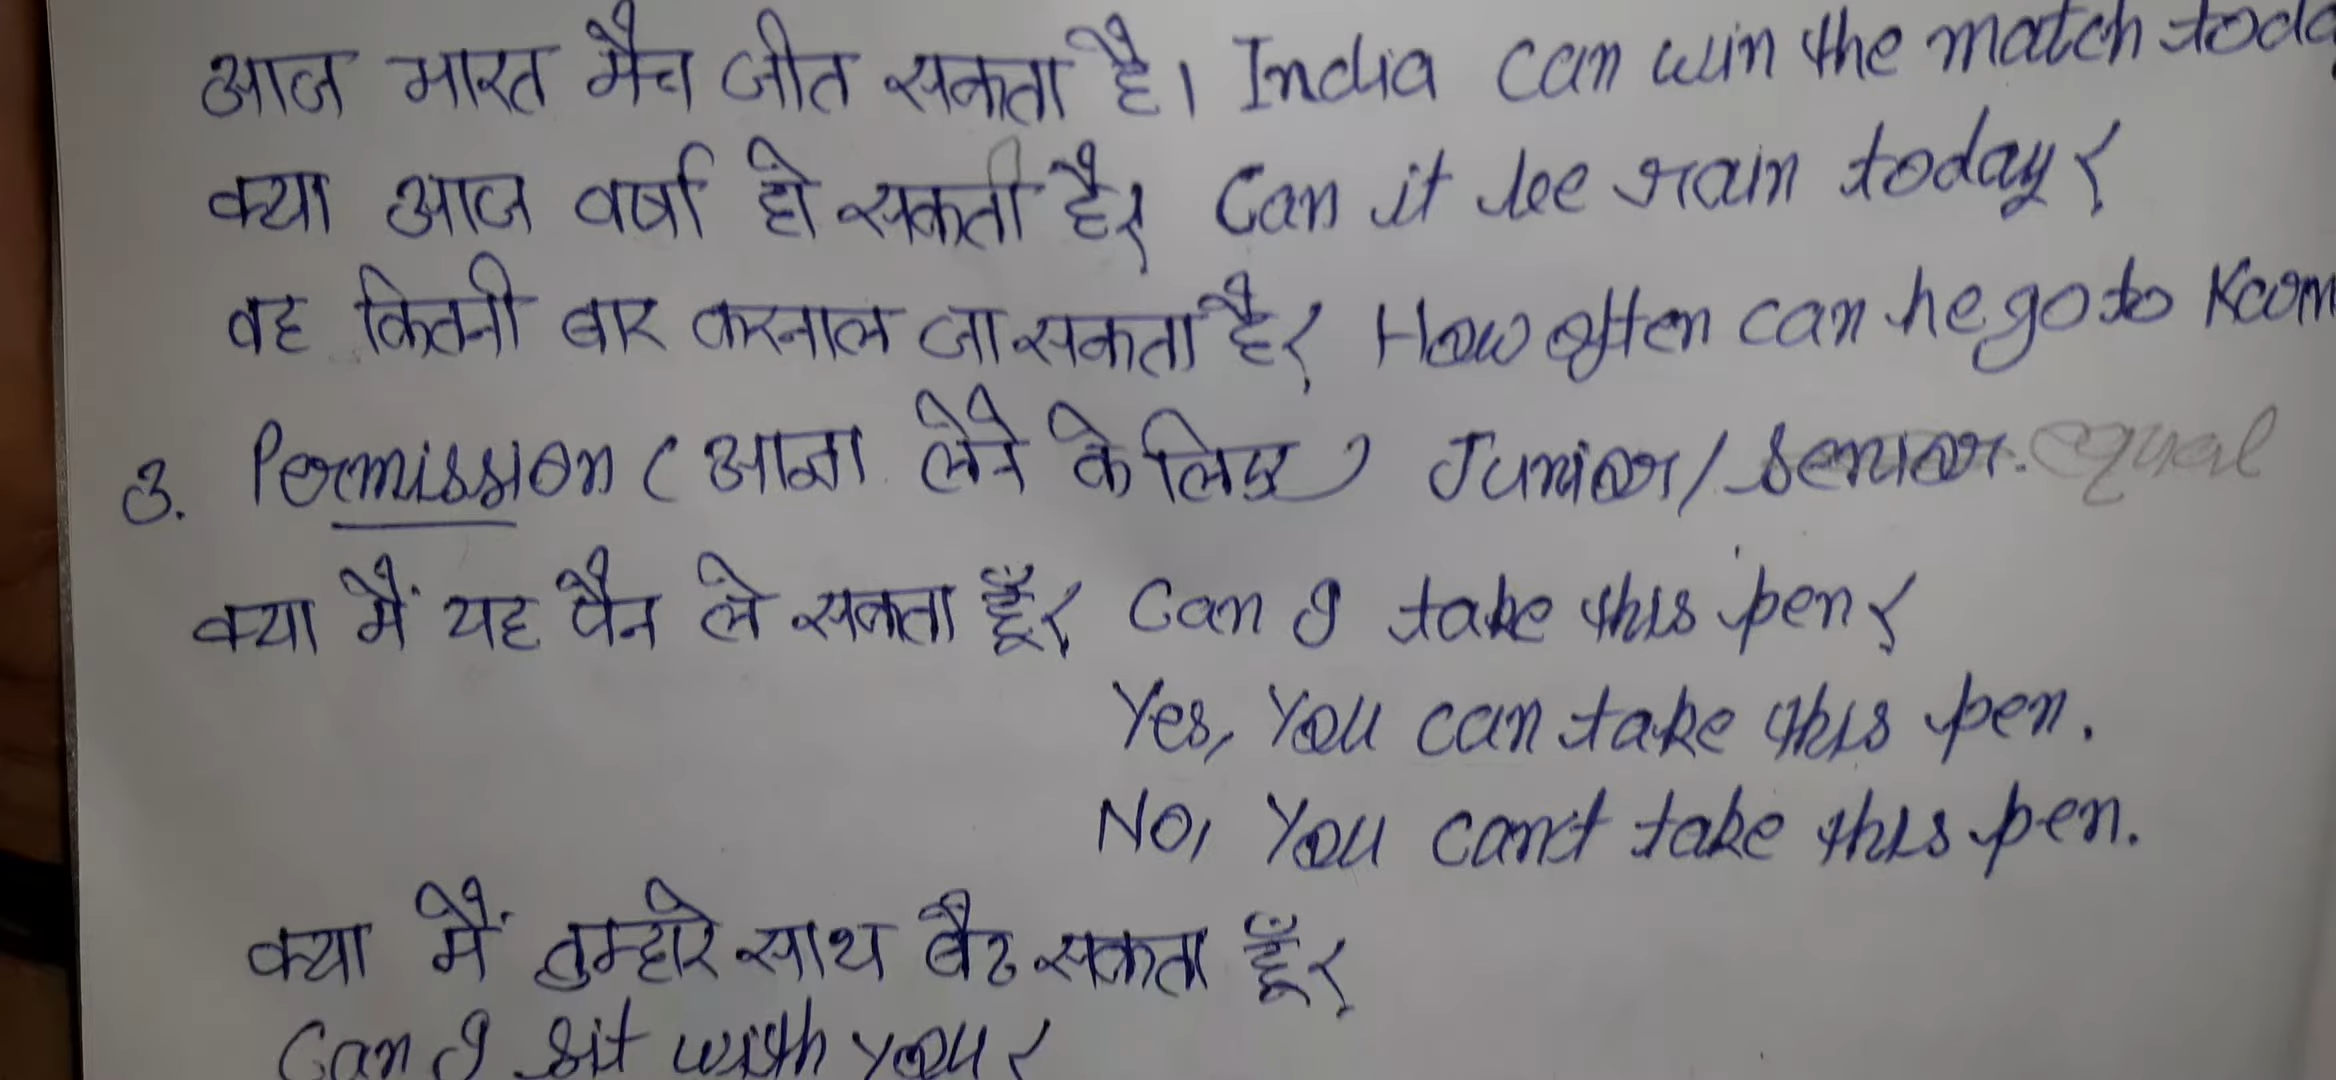 आज भारत मैच जीत सकता है। India can win the match toda
क्या आज वर्षा हो सकती है? Can it be rain today?
वह कितनी बार करनाल जा सकता है? How often can he go to
3. Permission (आज्ञा लेने के लिए) Junior/Senior. equal
क्या मैं यह पैन ले सकता हूँ? Can I take this pen?
Yes, You can take this pen.
No, You can't take this pen.
क्या मैं तुम्हारे साथ बैठ सकता हूँ?
Can I sit with you?